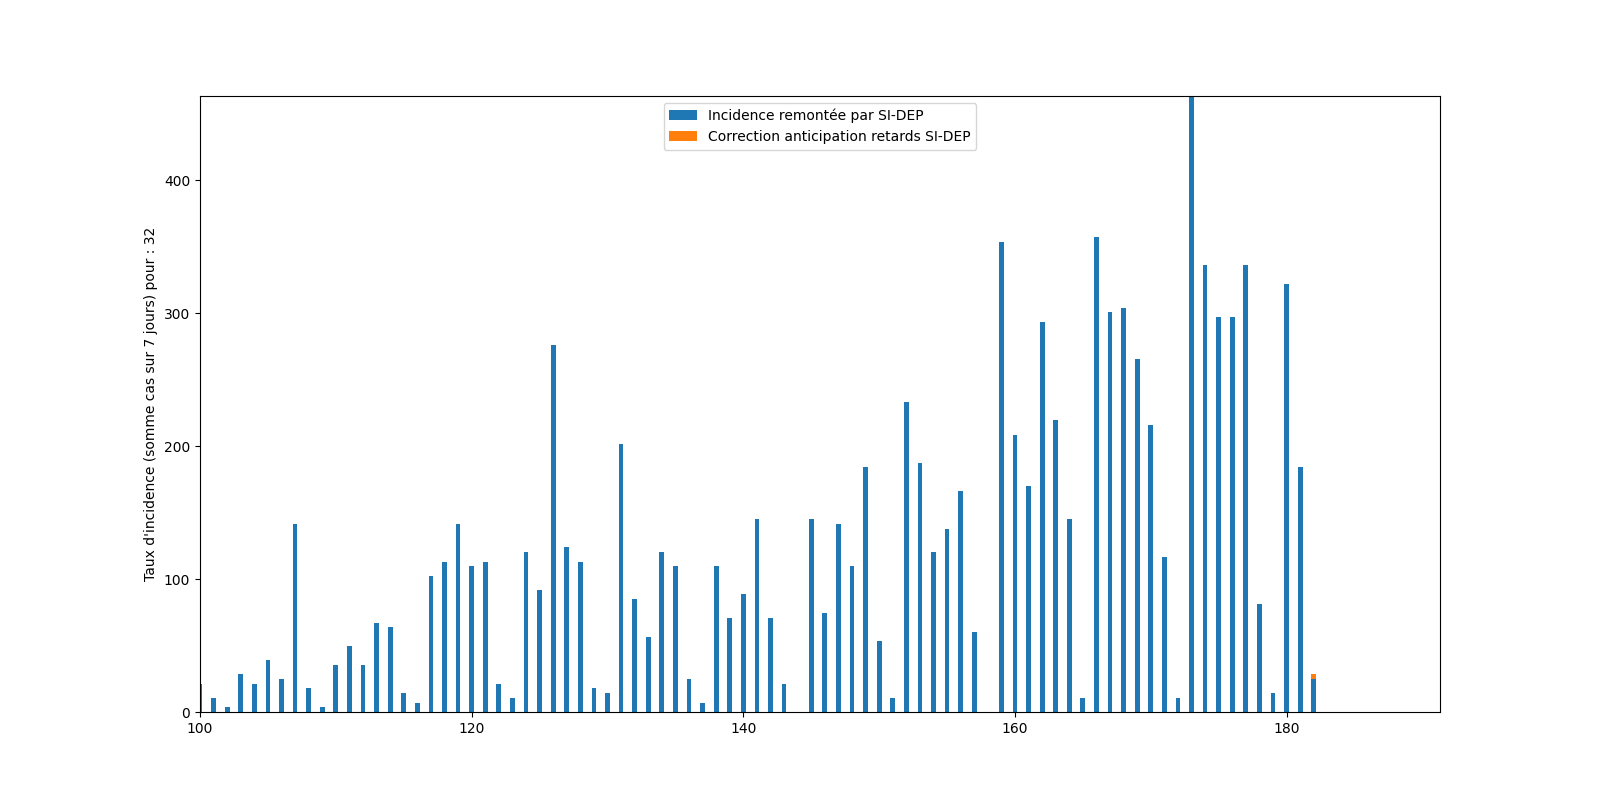 Incidence remontée par SI-DEP
Correction anticipation retards SI-DEP
Taux d'incidence (somme cas sur 7 jours) pour : 32
400
300
200
100
0
100 120 140 160 180